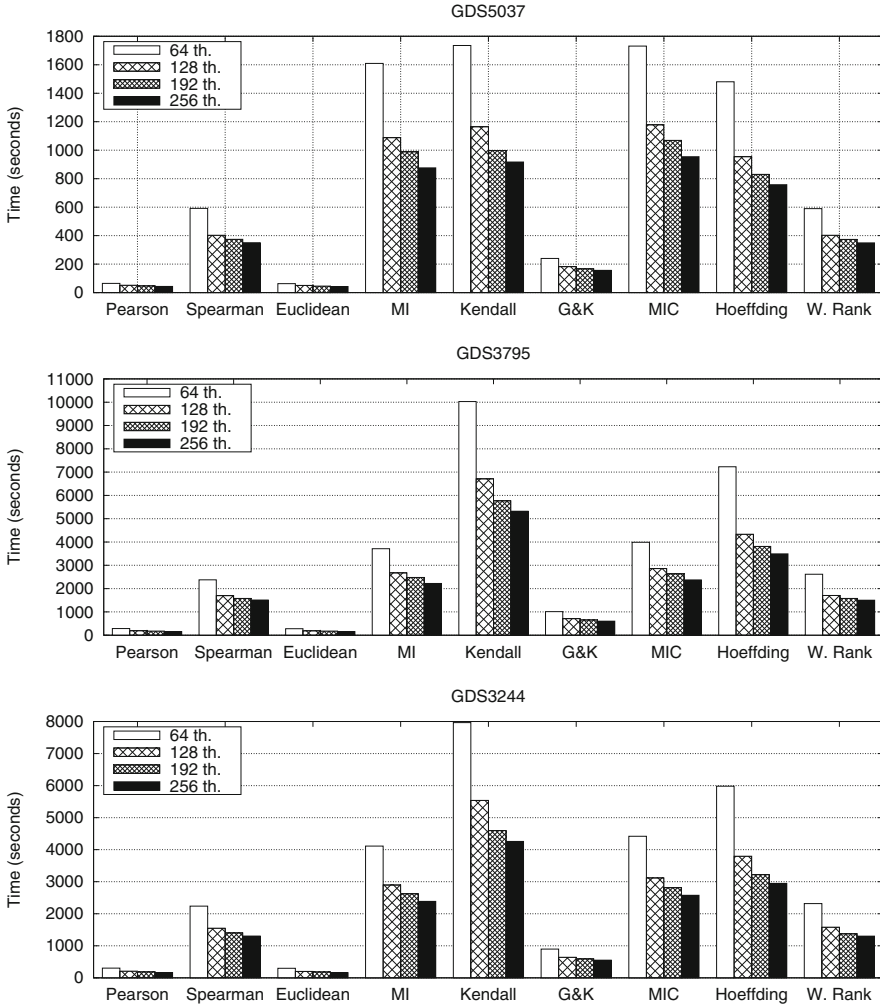 GDS5037
1800
1600
1400
1200
1000
800
600
400
200
0
Time (seconds)
64 th.
128 th.
192 th.
256 th.
Pearson Spearman Euclidean MI Kendall G&K MIC Hoeffding W. Rank
GDS3795
11000
10000
9000
8000
7000
6000
5000
4000
3000
2000
1000
0
Time (seconds)
64 th.
128 th.
192 th.
256 th.
Pearson Spearman Euclidean MI Kendall G&K MIC Hoeffding W. Rank
GDS3244
8000
7000
6000
5000
4000
3000
2000
1000
0
Time (seconds)
64 th.
128 th.
192 th.
256 th.
Pearson Spearman Euclidean MI Kendall G&K MIC Hoeffding W. Rank